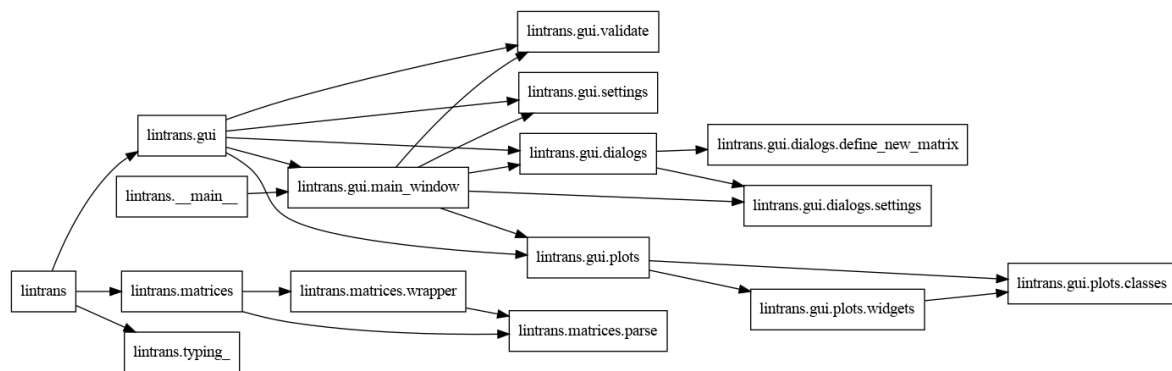 lintrans.gui.validate
lintrans.gui.settings
lintrans.gui
lintrans.gui.dialogs
lintrans.gui.dialogs.define_new_matrix
lintrans.__main__
lintrans.gui.main_window
lintrans.gui.dialogs.settings
lintrans.gui.plots
lintrans
lintrans.matrices
lintrans.matrices.wrapper
lintrans.gui.plots.classes
lintrans.gui.plots.widgets
lintrans.matrices.parse
lintrans.typing_